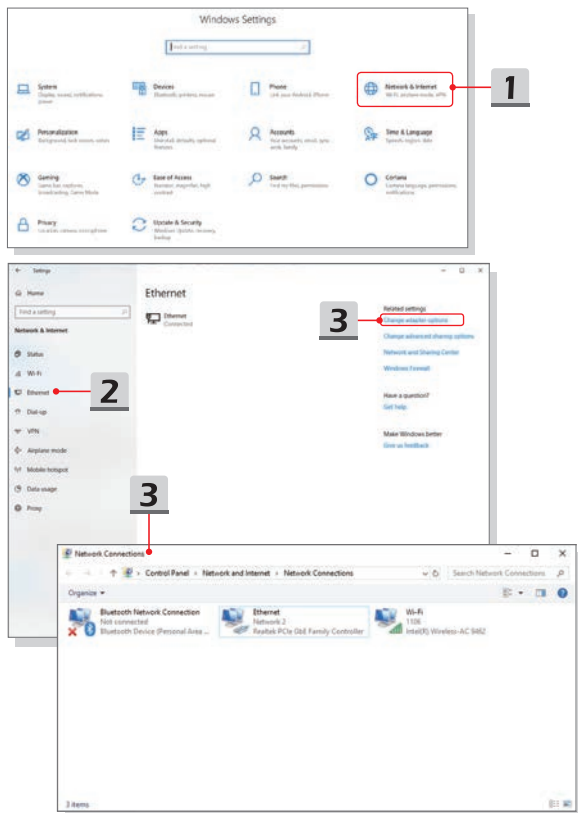 Windows Settings
Find a setting
System
Display, sound, notifications, power
Devices
Bluetooth, printers, mouse
Phone
Link your Android, iPhone
Network & Internet
Wi-Fi, airplane mode, VPN
1
Personalization
Background, lock screen, colors
Apps
Uninstall, defaults, optional features
Accounts
Your accounts, email, sync, work, family
Time & Language
Speech, region, date
Gaming
Game bar, captures, broadcasting, Game Mode
Ease of Access
Narrator, magnifier, high contrast
Search
Find my files, permissions
Cortana
Cortana language, permissions, notifications
Privacy
Location, camera, microphone
Update & Security
Windows Update, recovery, backup
Settings
Home
Find a setting
Network & Internet
Status
Wi-Fi
Ethernet
2
Dial-up
VPN
Airplane mode
Mobile hotspot
Data usage
Proxy
Ethernet
Ethernet
Connected
3
Related settings
Change adapter options
Change advanced sharing options
Network and Sharing Center
Windows Firewall
Have a question?
Get help
Make Windows better
Give us feedback
3
Network Connections
Control Panel › Network and Internet › Network Connections
Search Network Connections
Organize
Bluetooth Network Connection
Not connected
Bluetooth Device (Personal Area ...
Ethernet
Network 2
Realtek PCIe GbE Family Controller
Wi-Fi
1106
Intel(R) Wireless-AC 9462
3 items